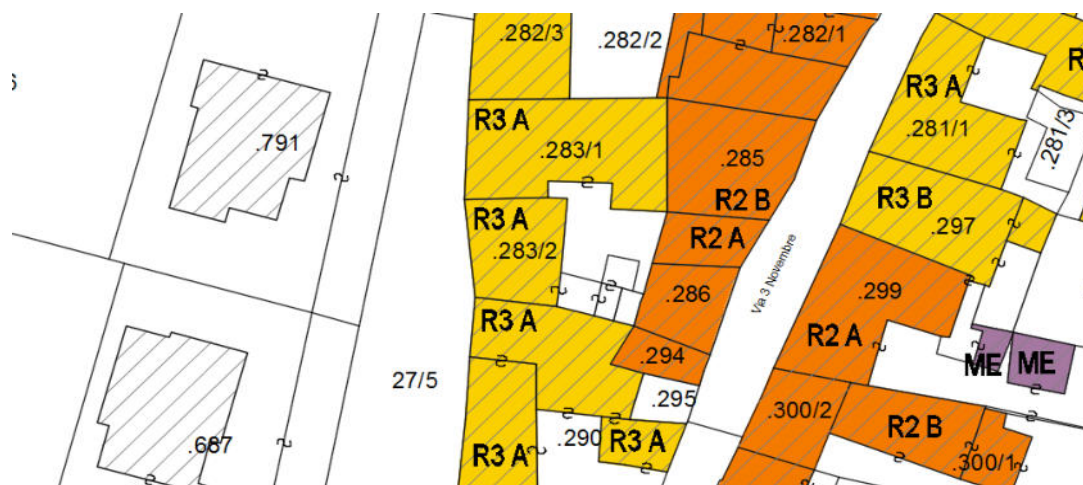 .282/3
.282/2
.282/1
R3 A
.281/1
.281/3
.791
R3 A
.283/1
.285
R2 B
R3 B
.297
R3 A
.283/2
R2 A
.286
Via 3 Novembre
.299
R2 A
R3 A
.294
ME
ME
27/5
.295
.300/2
.687
.290
R3 A
R3 A
R2 B
.300/1